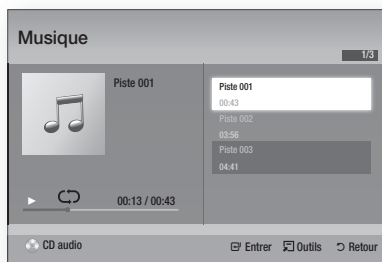 Musique
1/3
Piste 001
00:13 / 00:43
Piste 001
00:43
Piste 002
03:56
Piste 003
04:41
CD audio
Entrer Outils Retour